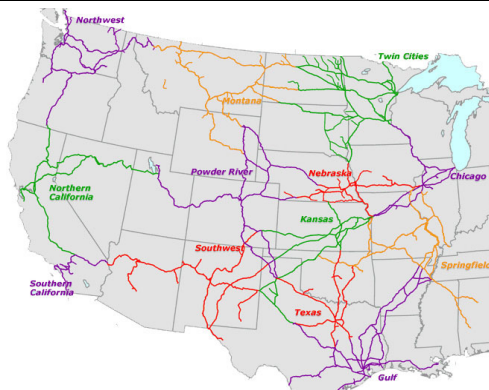 Northwest
Twin Cities
Montana
Powder River
Nebraska
Chicago
Northern
California
Kansas
Southwest
Springfield
Southern
California
Texas
Gulf